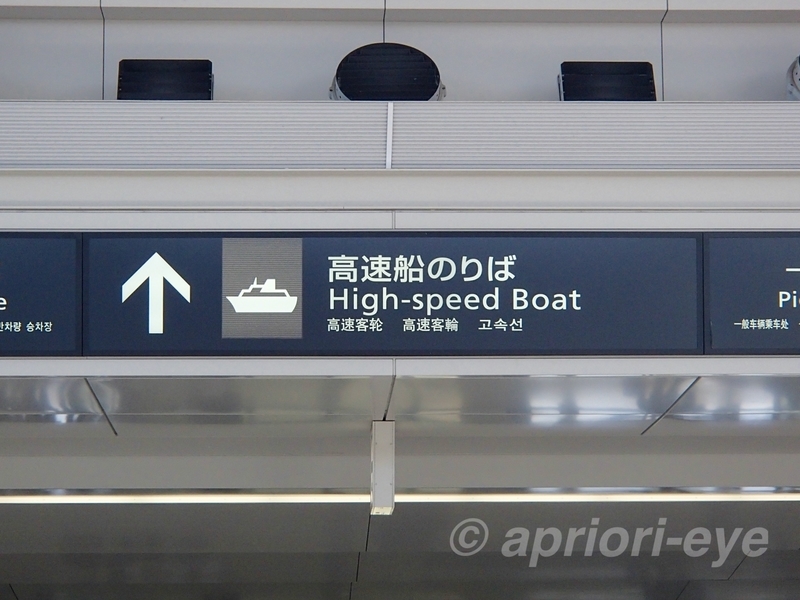 高速船のりば
High-speed Boat
高速客轮 高速客輪 고속선
e
반차량 승차장
Pi
一般车辆乘车处
© apriori-eye